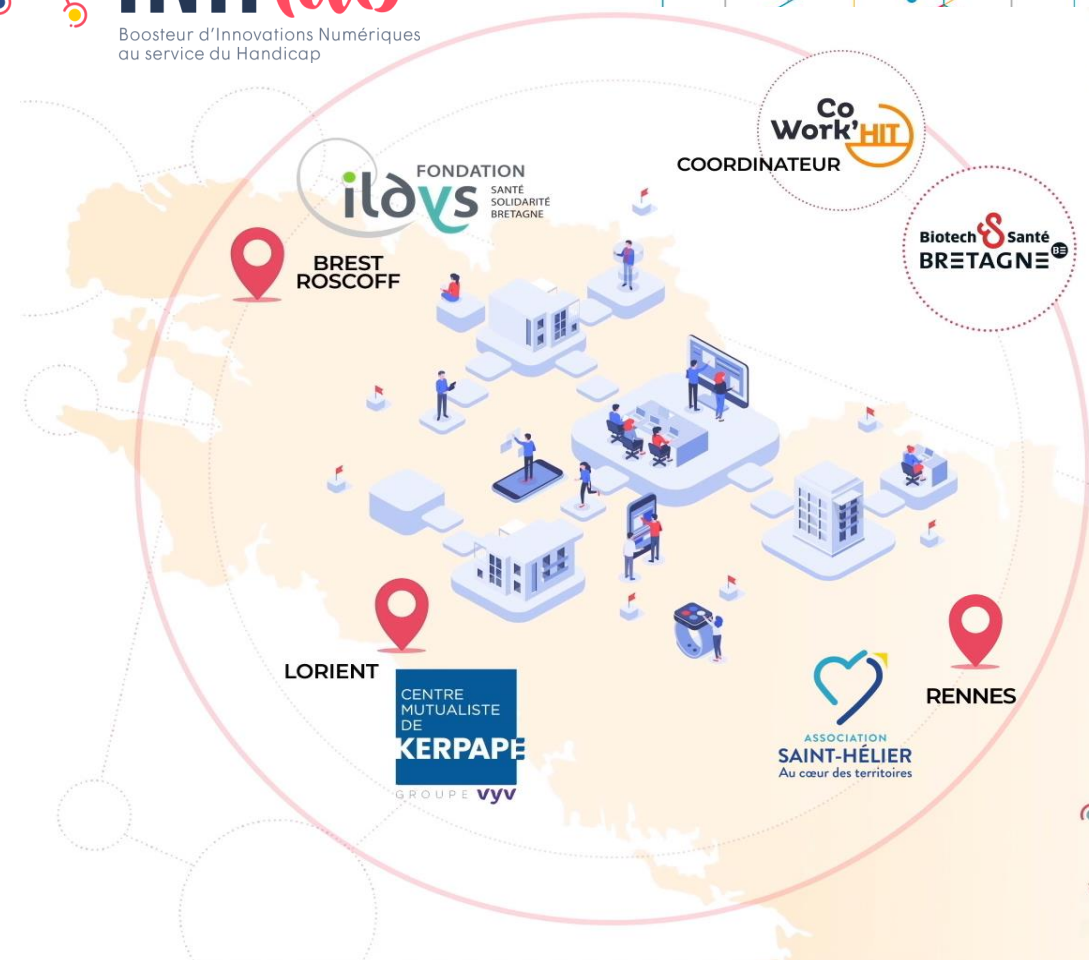 Boosteur d'Innovations Numériques
au service du Handicap
Co
Work'HIT
COORDINATEUR
FONDATION
ildys
SANTÉ
SOLIDARITÉ
BRETAGNE
Biotech Santé
BRETAGNE
BREST
ROSCOFF
LORIENT
CENTRE
MUTUALISTE
DE
KERPAPE
GROUPE vyv
RENNES
ASSOCIATION
SAINT-HÉLIER
Au cœur des territoires